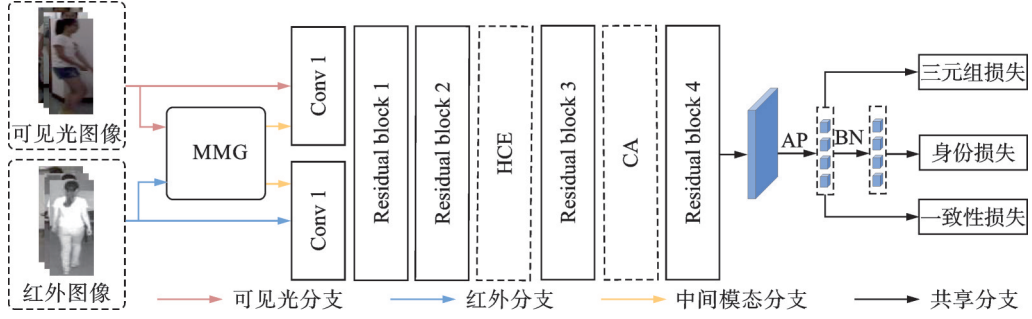 可见光图像
红外图像
MMG
Conv 1
Conv 1
Residual block 1
Residual block 2
HCE
Residual block 3
CA
Residual block 4
AP
BN
三元组损失
身份损失
一致性损失
可见光分支
红外分支
中间模态分支
共享分支